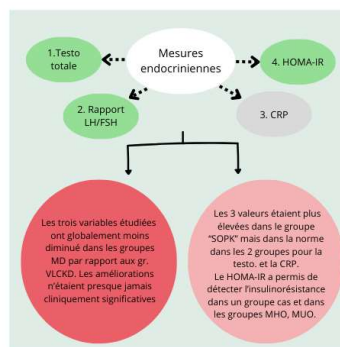 1.Testo
totale
Mesures
endocriniennes
4. HOMA-IR
2. Rapport
LH/FSH
3. CRP
Les trois variables étudiées
ont globalement moins
diminué dans les groupes
MD par rapport aux gr.
VLCKD. Les améliorations
n'étaient presque jamais
cliniquement significatives
Les 3 valeurs étaient plus
élevées dans le groupe
"SOPK" mais dans la norme
dans les 2 groupes pour la
testo. et la CRP.
Le HOMA-IR a permis de
détecter l'insulinorésistance
dans un groupe cas et dans
les groupes MHO, MUO.